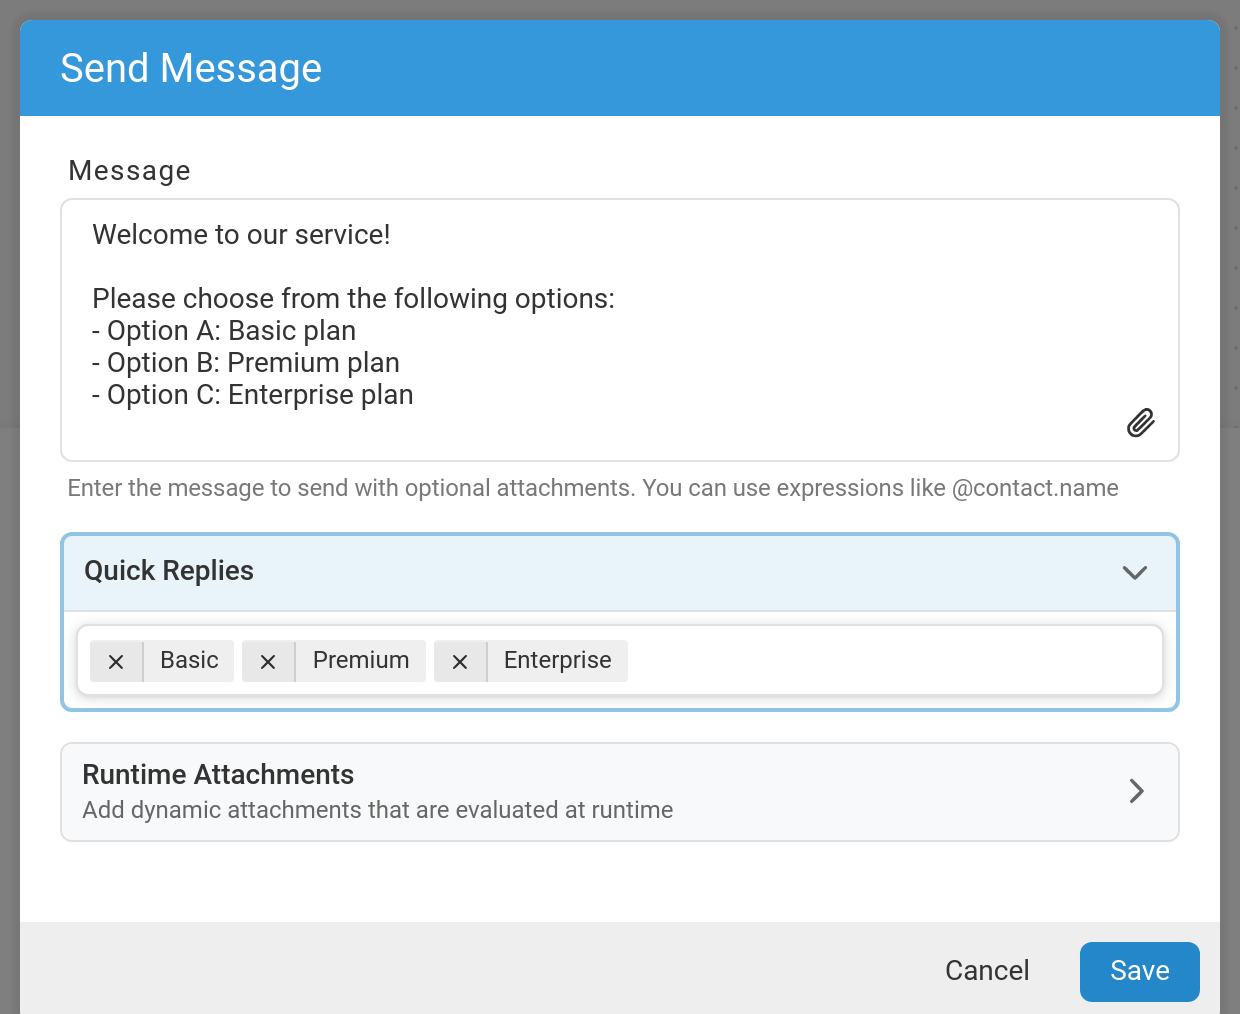 Send Message
Message
Welcome to our service!
Please choose from the following options:
- Option A: Basic plan
- Option B: Premium plan
- Option C: Enterprise plan
Enter the message to send with optional attachments. You can use expressions like @contact.name
Quick Replies
Basic Premium Enterprise
Runtime Attachments
Add dynamic attachments that are evaluated at runtime
Cancel Save